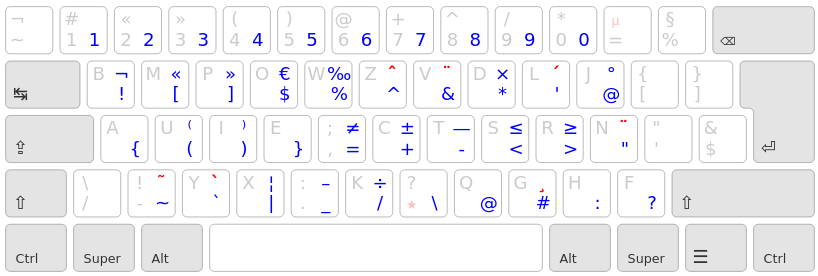 ¬ # « » ( ) @ + ^ / * µ §
~ 1 1 2 2 3 3 4 4 5 5 6 6 7 7 8 8 9 9 0 0 = % ⌫
B ¬ M « P » O € W ‰ Z ˆ V ¨ D × L ´ J ° { }
↹ ! [ ] $ % ^ & * ' @ [ ]
A U ( I ) E ; ≠ C ± T — S ≤ R ≥ N ¨ " &
⇪ { ( ) } , = + - < > " ' $ ⏎
\ ! ˜ Y ` X ¦ : – K ÷ ? Q G ¸ H F
⇧ / - ~ ` | . _ / ★ \ @ # : ? ⇧
Ctrl Super Alt Alt Super ☰ Ctrl